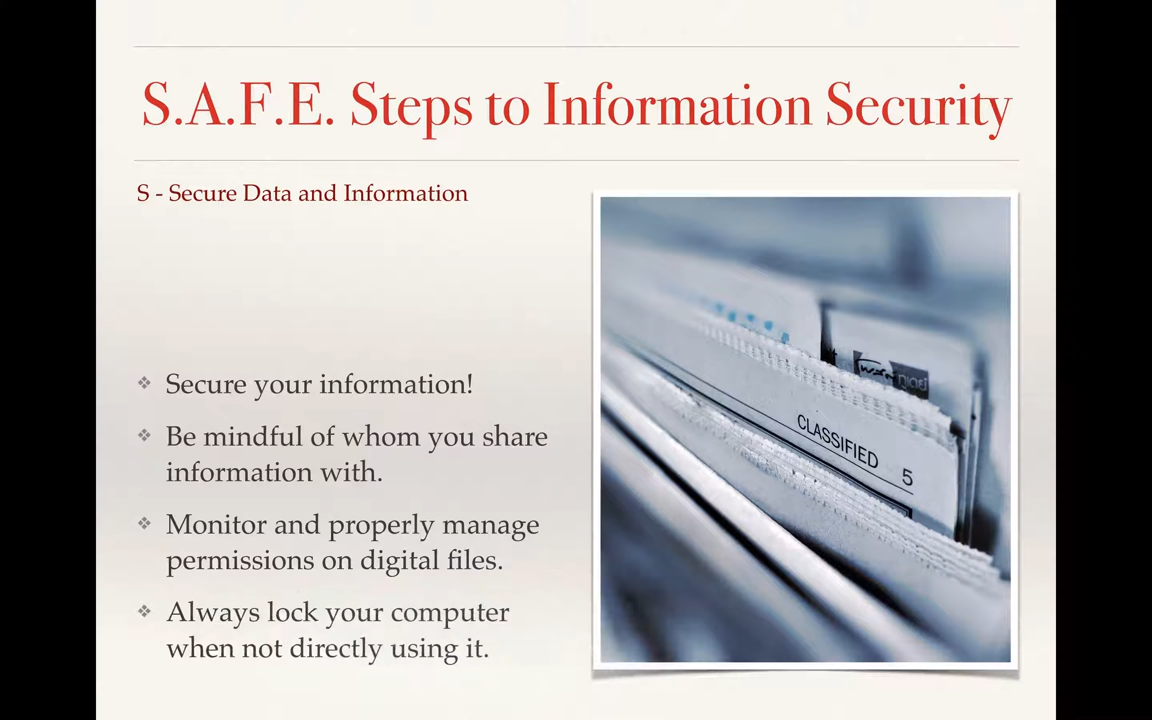 S.A.F.E. Steps to Information Security
S - Secure Data and Information
❖ Secure your information!
❖ Be mindful of whom you share
information with.
❖ Monitor and properly manage
permissions on digital files.
❖ Always lock your computer
when not directly using it.
CLASSIFIED 5